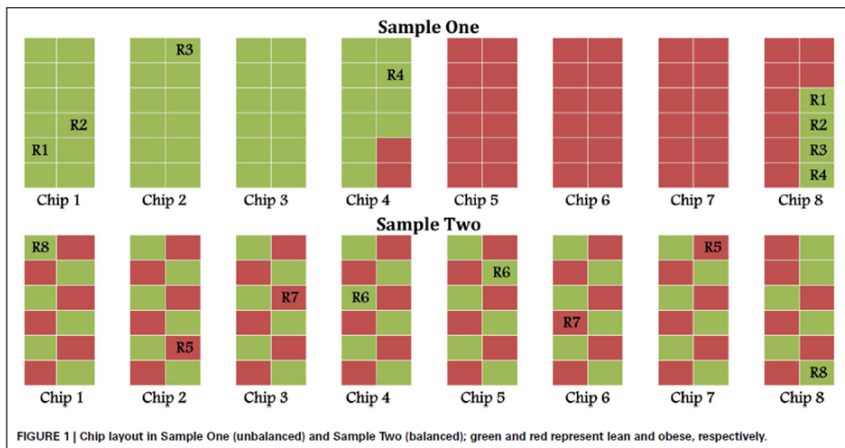 Sample One
R3
R4
R1
R2
R2
R1
R3
R4
Chip 1 Chip 2 Chip 3 Chip 4 Chip 5 Chip 6 Chip 7 Chip 8
Sample Two
R8 R5
R6
R7 R6
R7
R5
R8
Chip 1 Chip 2 Chip 3 Chip 4 Chip 5 Chip 6 Chip 7 Chip 8
FIGURE 1 | Chip layout in Sample One (unbalanced) and Sample Two (balanced); green and red represent lean and obese, respectively.